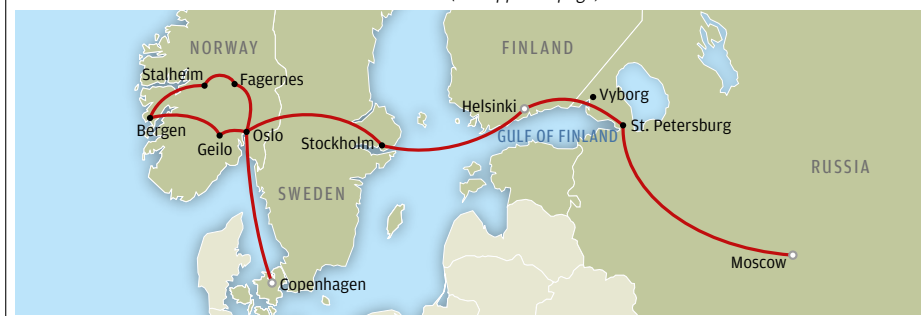 NORWAY
FINLAND
Stalheim
Fagernes
Vyborg
Helsinki
Bergen
Oslo
St. Petersburg
Geilo
Stockholm
GULF OF FINLAND
RUSSIA
SWEDEN
Moscow
Copenhagen